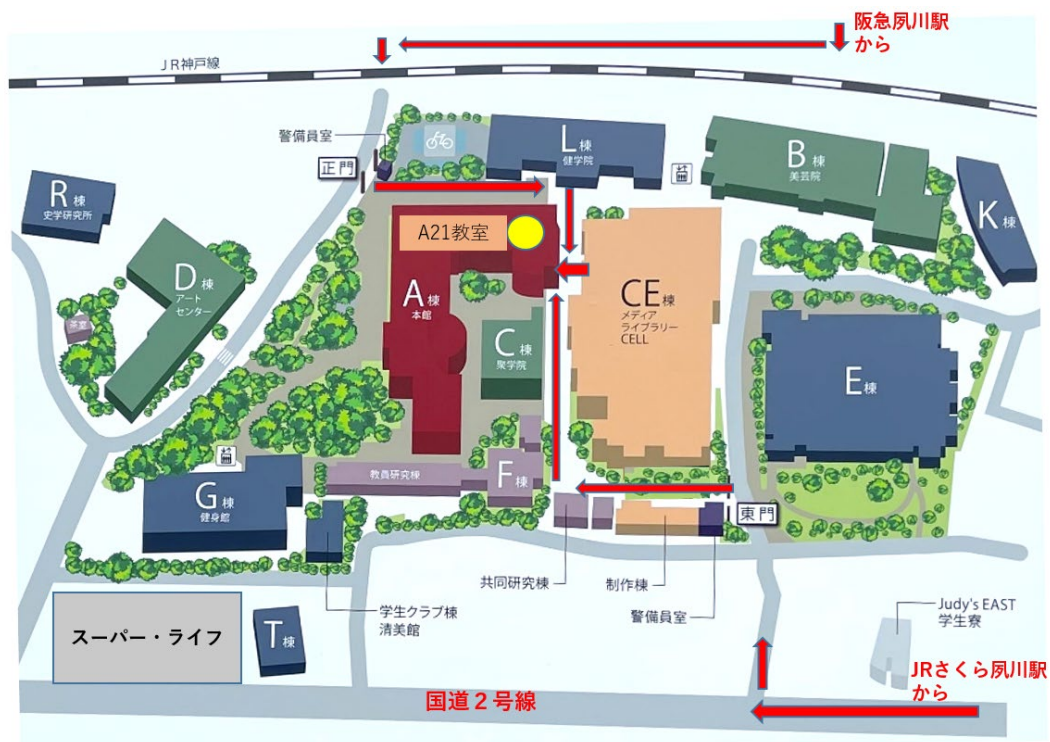 阪急夙川駅
から
ＪＲ神戸線
警備員室
正門
L棟
健学院
B棟
美芸院
R棟
史学研究所
K棟
A21教室
D棟
アート
センター
茶室
A棟
本館
CE棟
メディア
ライブラリー
CELL
C棟
聚学院
E棟
教員研究棟
F棟
G棟
健身館
東門
共同研究棟
制作棟
警備員室
学生クラブ棟
清美館
Judy's EAST
学生寮
スーパー・ライフ
T棟
JRさくら夙川駅
から
国道２号線